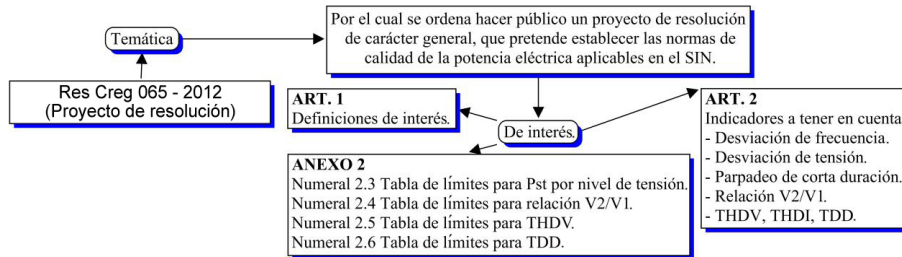 Temática
Por el cual se ordena hacer público un proyecto de resolución
de carácter general, que pretende establecer las normas de
calidad de la potencia eléctrica aplicables en el SIN.
Res Creg 065 - 2012
(Proyecto de resolución)
ART. 1
Definiciones de interés.
De interés.
ART. 2
Indicadores a tener en cuenta
- Desviación de frecuencia.
- Desviación de tensión.
- Parpadeo de corta duración.
- Relación V2/V1.
- THDV, THDI, TDD.
ANEXO 2
Numeral 2.3 Tabla de límites para Pst por nivel de tensión.
Numeral 2.4 Tabla de límites para relación V2/V1.
Numeral 2.5 Tabla de límites para THDV.
Numeral 2.6 Tabla de límites para TDD.